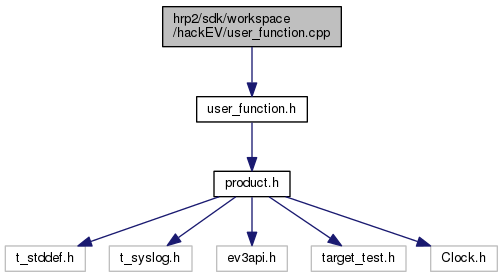 hrp2/sdk/workspace
/hackEV/user_function.cpp
user_function.h
product.h
t_stddef.h
t_syslog.h
ev3api.h
target_test.h
Clock.h